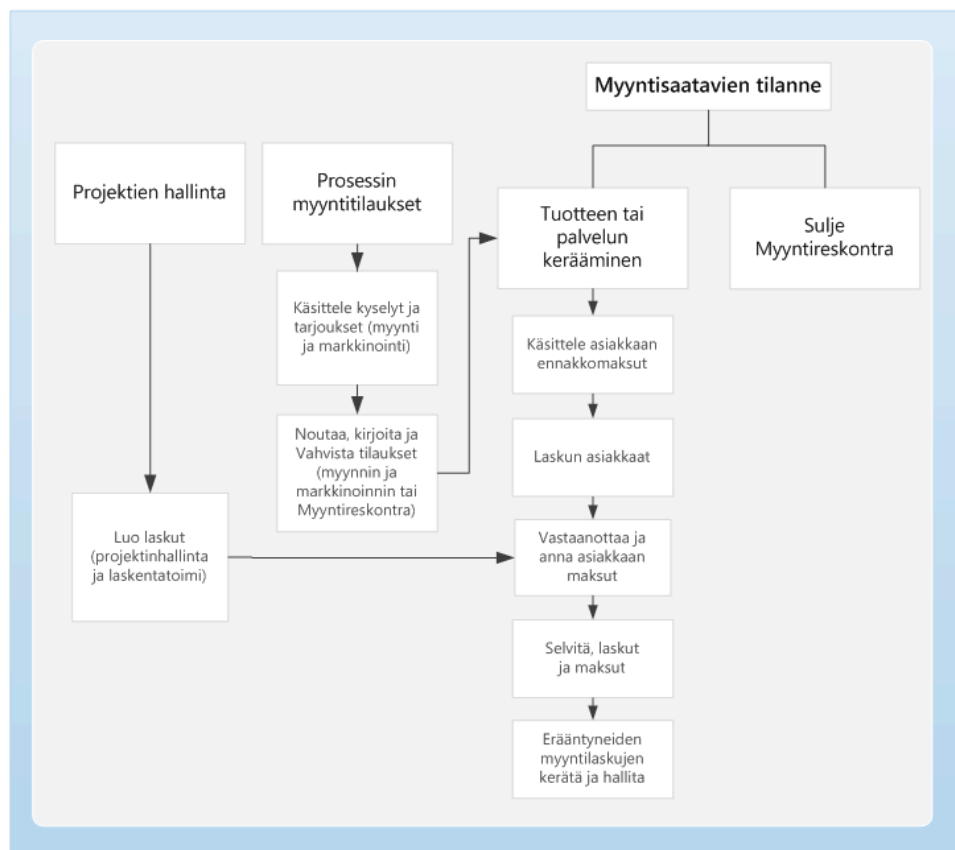 Myyntisaatavien tilanne
Projektien hallinta
Prosessin
myyntitilaukset
Tuotteen tai
palvelun
kerääminen
Sulje
Myyntireskontra
Käsittele kyselyt ja
tarjoukset (myynti
ja markkinointi)
Käsittele asiakkaan
ennakkomaksut
Noutaa, kirjoita ja
Vahvista tilaukset
(myynnin ja
markkinoinnin tai
Myyntireskontra)
Laskun asiakkaat
Luo laskut
(projektinhallinta
ja laskentatoimi)
Vastaanottaa ja
anna asiakkaan
maksut
Selvitä, laskut
ja maksut
Erääntyneiden
myyntilaskujen
kerätä ja hallita